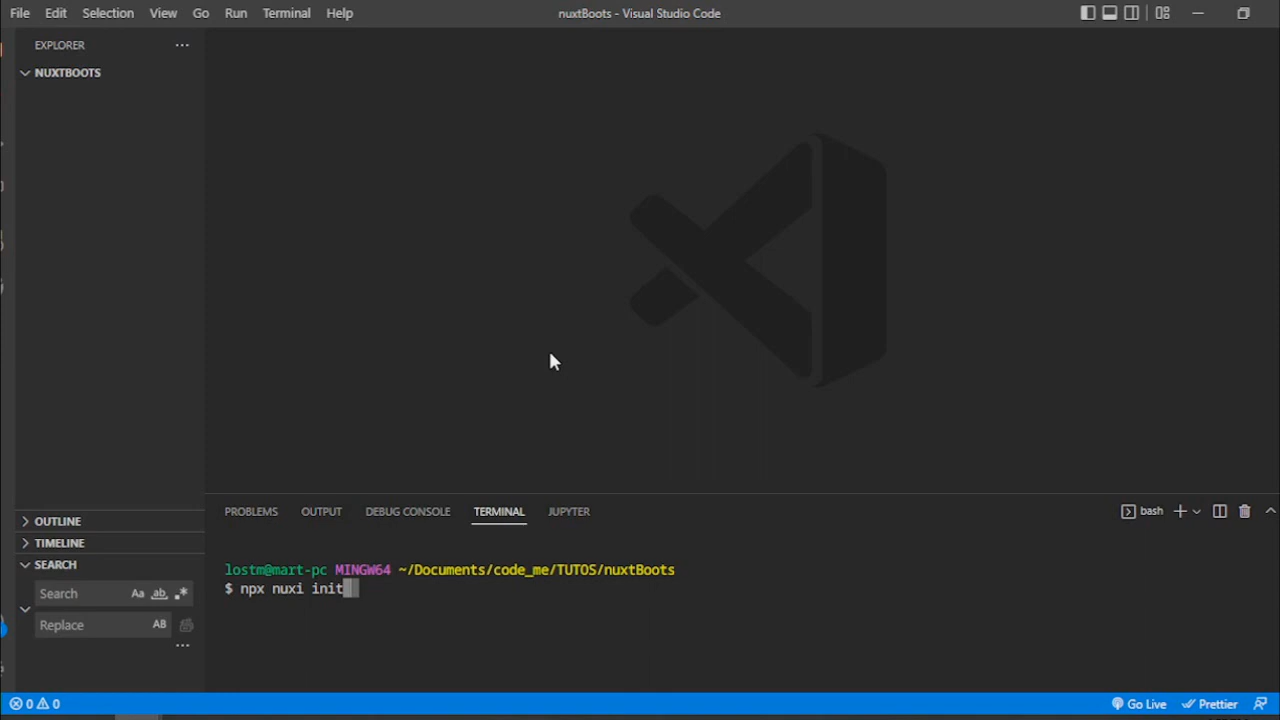 File Edit Selection View Go Run Terminal Help
nuxtBoots - Visual Studio Code
EXPLORER
NUXTBOOTS
OUTLINE
TIMELINE
SEARCH
Search Aa ab *
Replace AB
PROBLEMS OUTPUT DEBUG CONSOLE TERMINAL JUPYTER
bash
lostm@mart-pc MINGW64 ~/Documents/code_me/TUTOS/nuxtBoots
$ npx nuxi init
0 0
Go Live Prettier